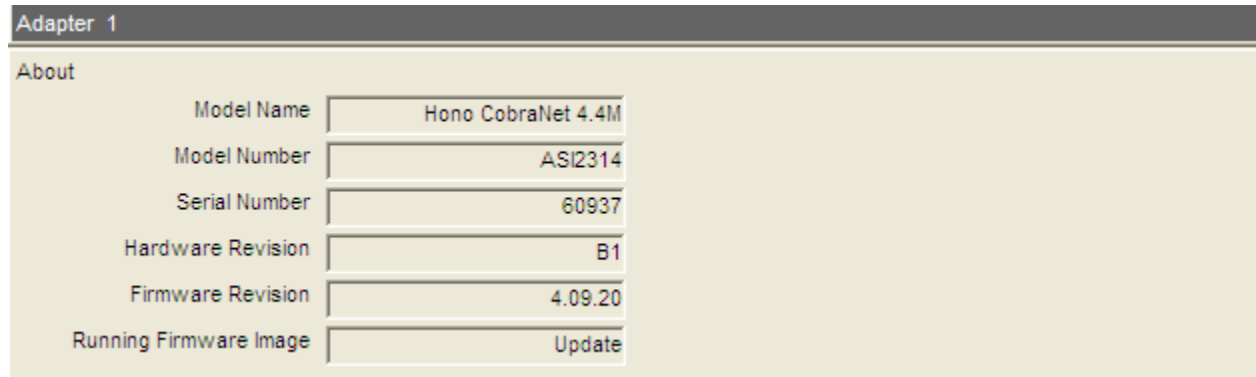 Adapter 1
About
Model Name Hono CobraNet 4.4M
Model Number ASI2314
Serial Number 60937
Hardware Revision B1
Firmware Revision 4.09.20
Running Firmware Image Update